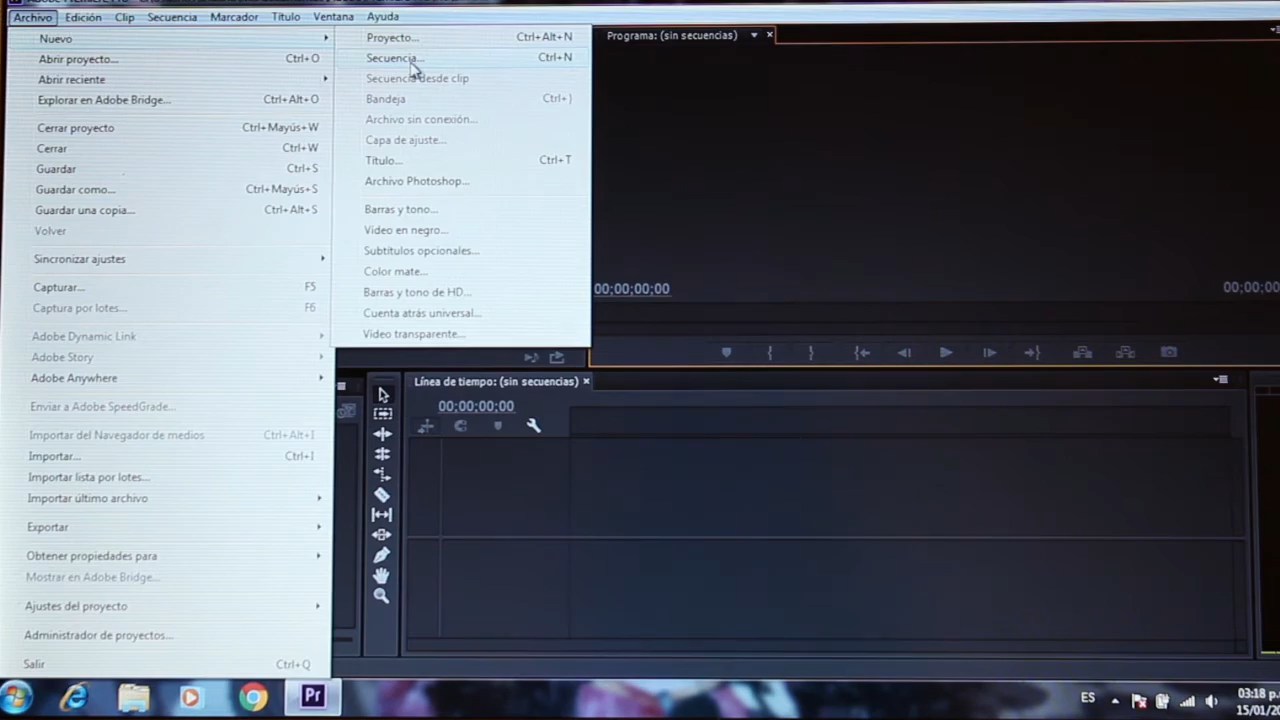 Archivo Edición Clip Secuencia Marcador Título Ventana Ayuda
Nuevo
Abrir proyecto... Ctrl+O
Abrir reciente
Explorar en Adobe Bridge... Ctrl+Alt+O
Cerrar proyecto Ctrl+Mayús+W
Cerrar Ctrl+W
Guardar Ctrl+S
Guardar como... Ctrl+Mayús+S
Guardar una copia... Ctrl+Alt+S
Volver
Sincronizar ajustes
Capturar... F5
Captura por lotes... F6
Adobe Dynamic Link
Adobe Story
Adobe Anywhere
Enviar a Adobe SpeedGrade...
Importar del Navegador de medios Ctrl+Alt+I
Importar... Ctrl+I
Importar lista por lotes...
Importar último archivo
Exportar
Obtener propiedades para
Mostrar en Adobe Bridge...
Ajustes del proyecto
Administrador de proyectos...
Salir Ctrl+Q
Proyecto... Ctrl+Alt+N
Secuencia... Ctrl+N
Secuencia desde clip
Bandeja Ctrl+}
Archivo sin conexión...
Capa de ajuste...
Título... Ctrl+T
Archivo Photoshop...
Barras y tono...
Video en negro...
Subtítulos opcionales...
Color mate...
Barras y tono de HD...
Cuenta atrás universal...
Video transparente...
Programa: (sin secuencias)
00;00;00;00
00;00;00;
Línea de tiempo: (sin secuencias)
00;00;00;00
Pr
ES
03:18 p.
15/01/20